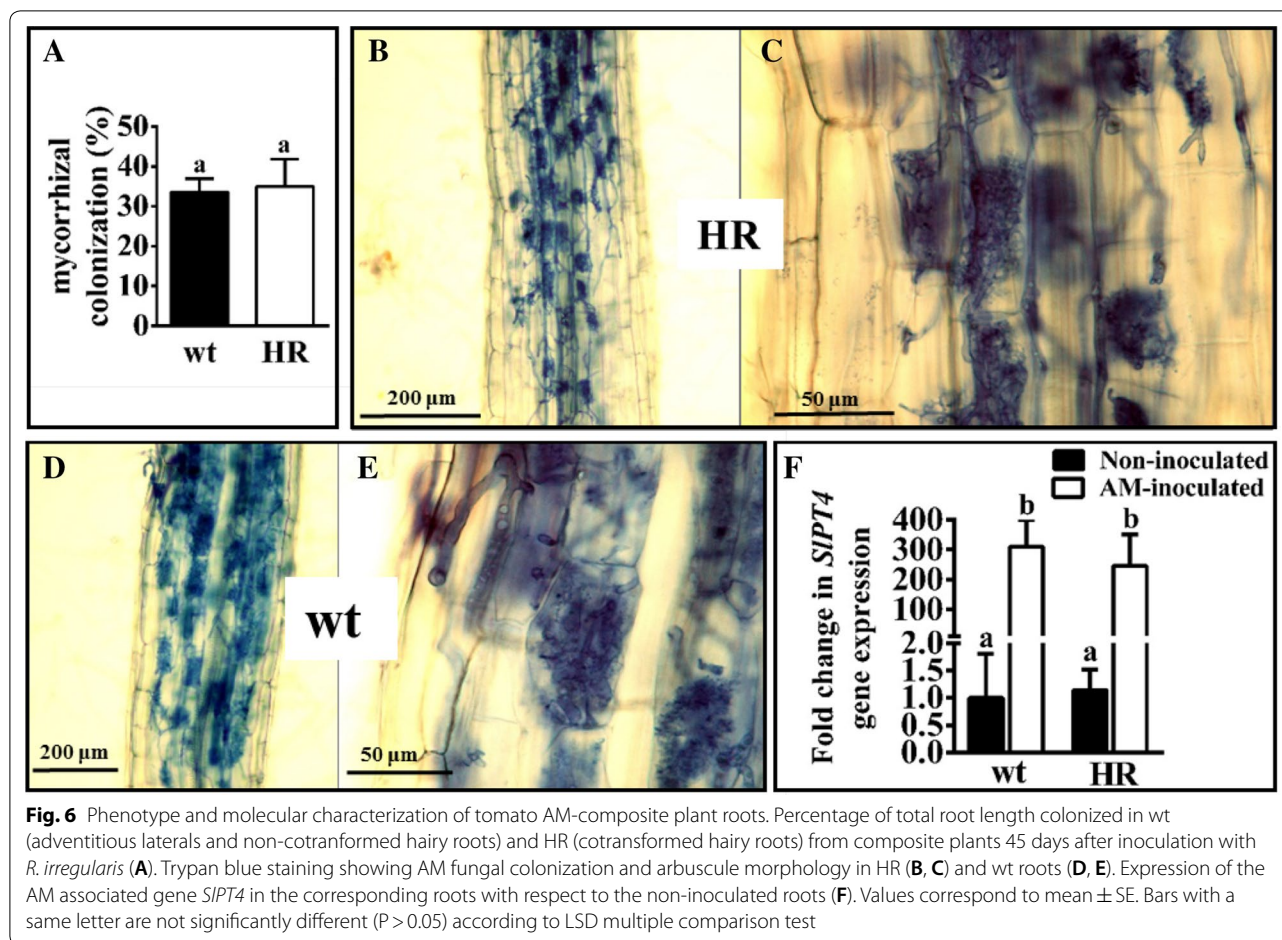 A
mycorrhizal
colonization (%)
50
40
30
20
10
0
a
a
wt
HR
B
C
HR
200 µm
50 µm
D
E
wt
200 µm
50 µm
F
Non-inoculated
AM-inoculated
Fold change in SlPT4
gene expression
400
300
200
100
2.0
1.5
1.0
0.5
0.0
a
b
a
b
wt
HR
Fig. 6 Phenotype and molecular characterization of tomato AM-composite plant roots. Percentage of total root length colonized in wt
(adventitious laterals and non-cotranformed hairy roots) and HR (cotransformed hairy roots) from composite plants 45 days after inoculation with
R. irregularis (A). Trypan blue staining showing AM fungal colonization and arbuscule morphology in HR (B, C) and wt roots (D, E). Expression of the
AM associated gene SlPT4 in the corresponding roots with respect to the non-inoculated roots (F). Values correspond to mean ± SE. Bars with a
same letter are not significantly different (P > 0.05) according to LSD multiple comparison test